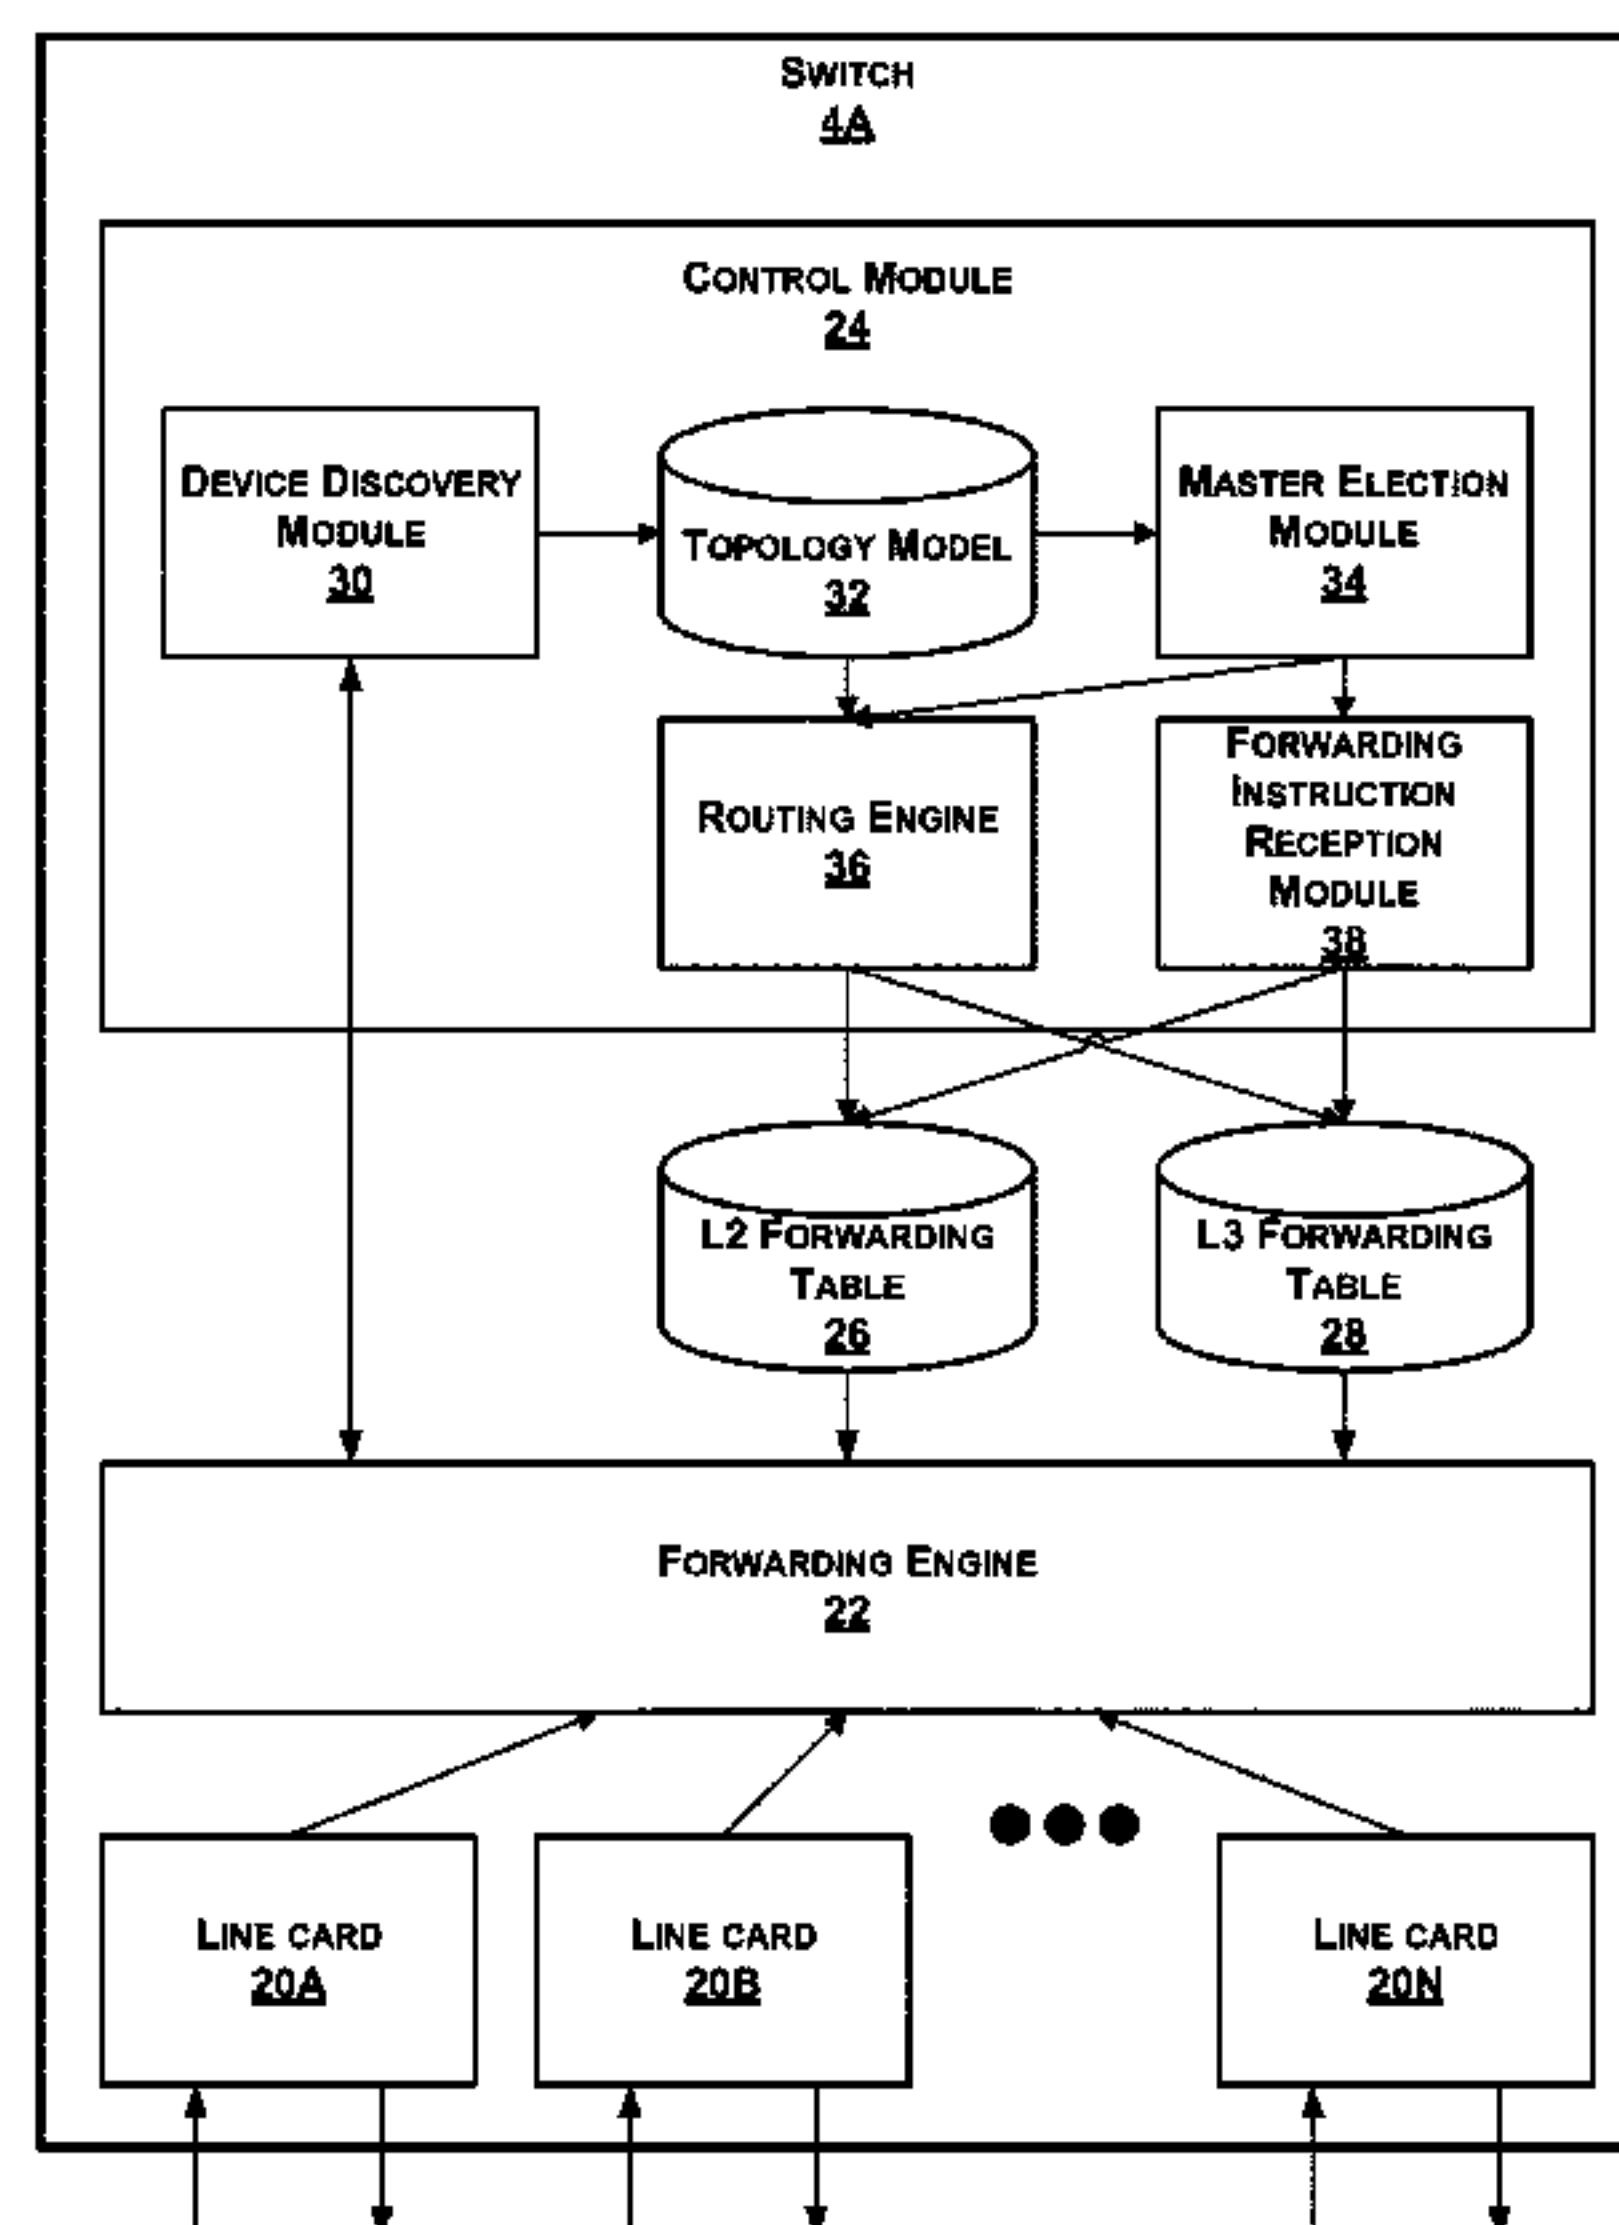 SWITCH
4A
CONTROL MODULE
24
DEVICE DISCOVERY
MODULE
30
TOPOLOGY MODEL
32
MASTER ELECTION
MODULE
34
ROUTING ENGINE
36
FORWARDING
INSTRUCTION
RECEPTION
MODULE
38
L2 FORWARDING
TABLE
26
L3 FORWARDING
TABLE
28
FORWARDING ENGINE
22
LINE CARD
20A
LINE CARD
20B
LINE CARD
20N